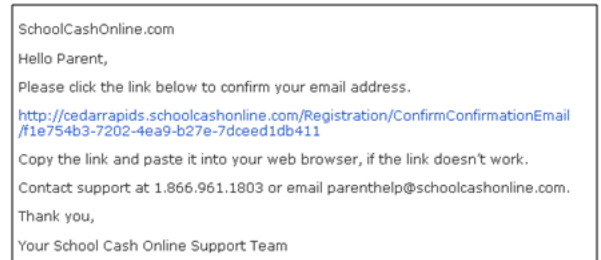 SchoolCashOnline.com
Hello Parent,
Please click the link below to confirm your email address.
http://cedarrapids.schoolcashonline.com/Registration/ConfirmConfirmationEmail
/f1e754b3-7202-4ea9-b27e-7dceed1db411
Copy the link and paste it into your web browser, if the link doesn't work.
Contact support at 1.866.961.1803 or email parenthelp@schoolcashonline.com.
Thank you,
Your School Cash Online Support Team